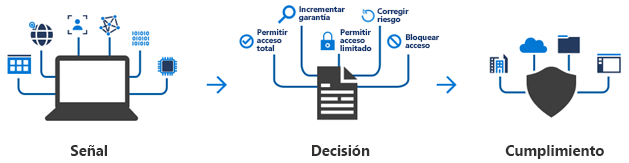 Incrementar
garantía
Corregir
riesgo
Permitir
acceso
total
Permitir
acceso
limitado
Bloquear
acceso
Señal
Decisión
Cumplimiento